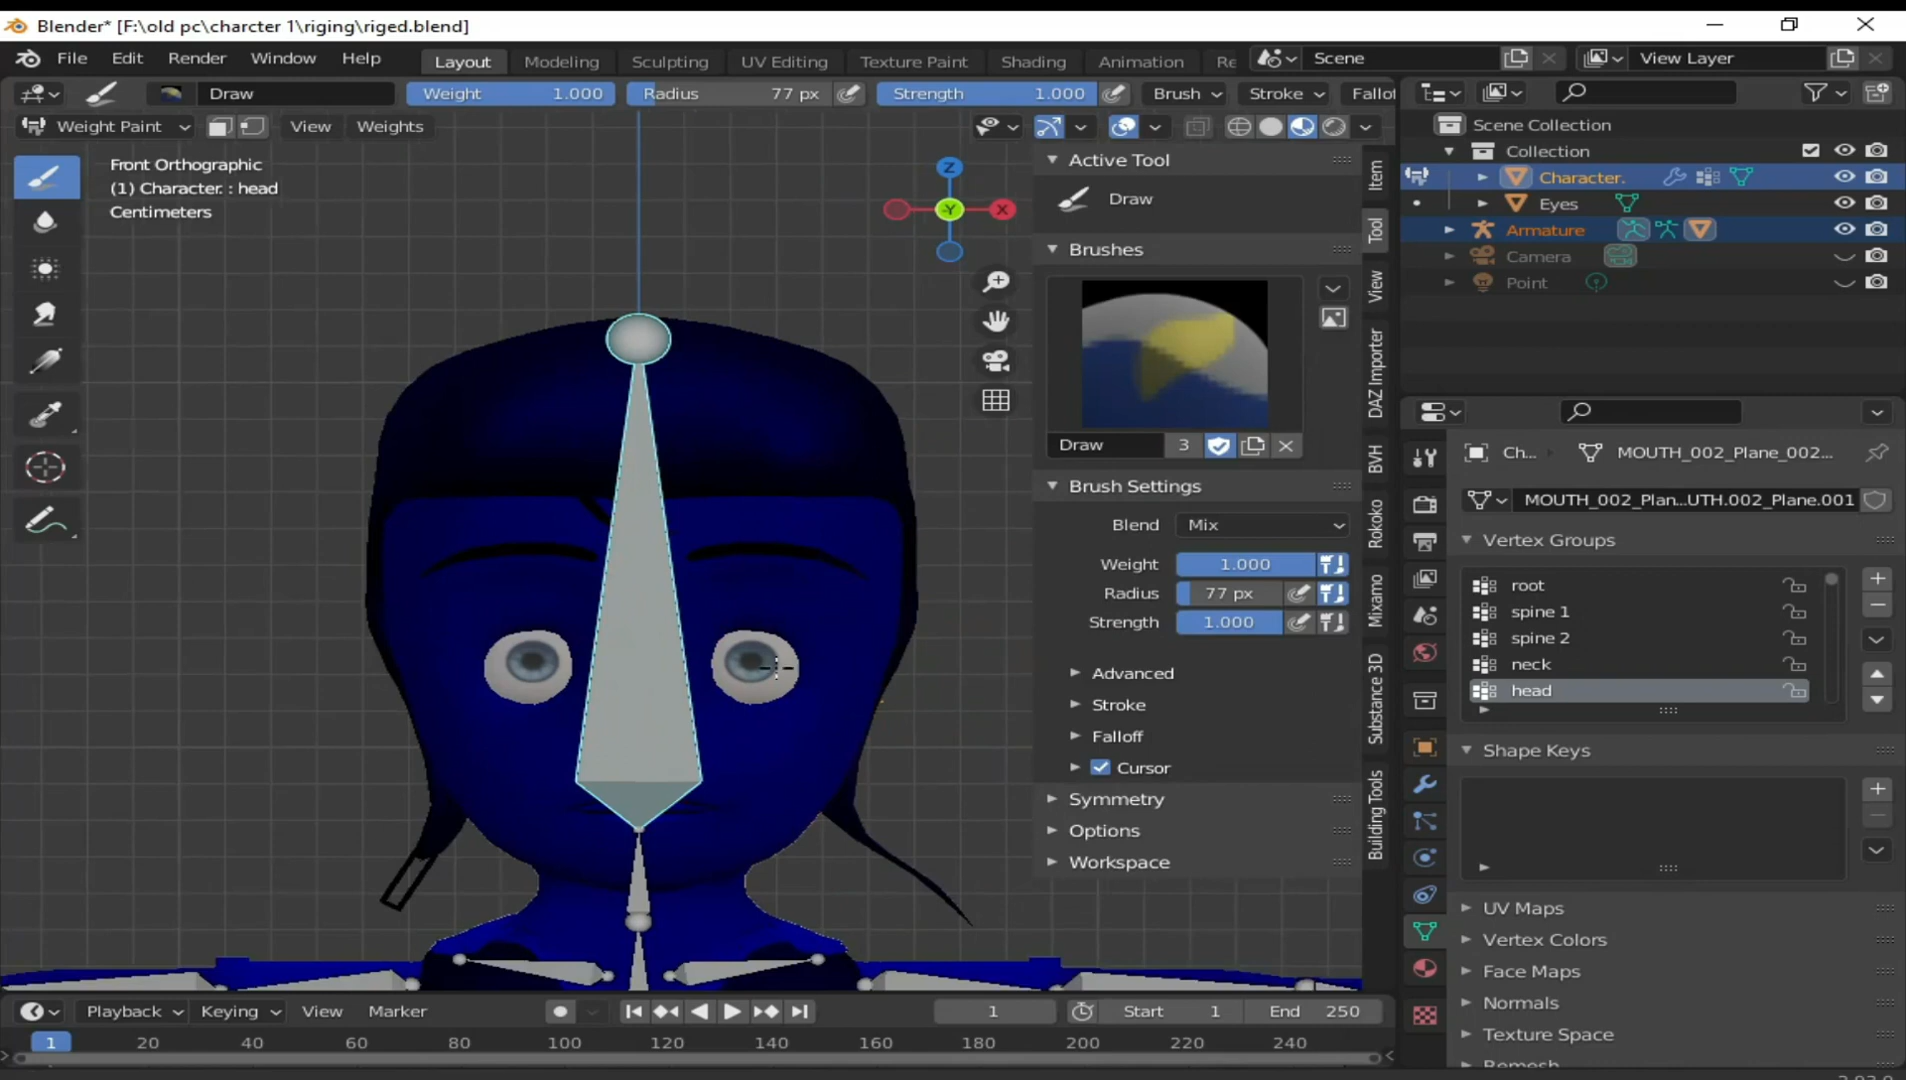 Blender* [F:\old pc\charcter 1\riging\riged.blend]
File Edit Render Window Help Layout Modeling Sculpting UV Editing Texture Paint Shading Animation Re Scene View Layer
Draw Weight 1.000 Radius 77 px Strength 1.000 Brush Stroke Fallof
Weight Paint View Weights
Front Orthographic
(1) Character. : head
Centimeters
Z
Y
X
Active Tool
Draw
Brushes
Draw 3
Brush Settings
Blend Mix
Weight 1.000
Radius 77 px
Strength 1.000
Advanced
Stroke
Falloff
Cursor
Symmetry
Options
Workspace
Item
Tool
View
DAZ Importer
BVH
Rokoko
Mixamo
Substance 3D
Building Tools
Scene Collection
Collection
Character.
Eyes
Armature
Camera
Point
Ch... MOUTH_002_Plane_002...
MOUTH_002_Plan...UTH.002_Plane.001
Vertex Groups
root
spine 1
spine 2
neck
head
Shape Keys
UV Maps
Vertex Colors
Face Maps
Normals
Texture Space
Remesh
Playback Keying View Marker 1 Start 1 End 250
1 20 40 60 80 100 120 140 160 180 200 220 240